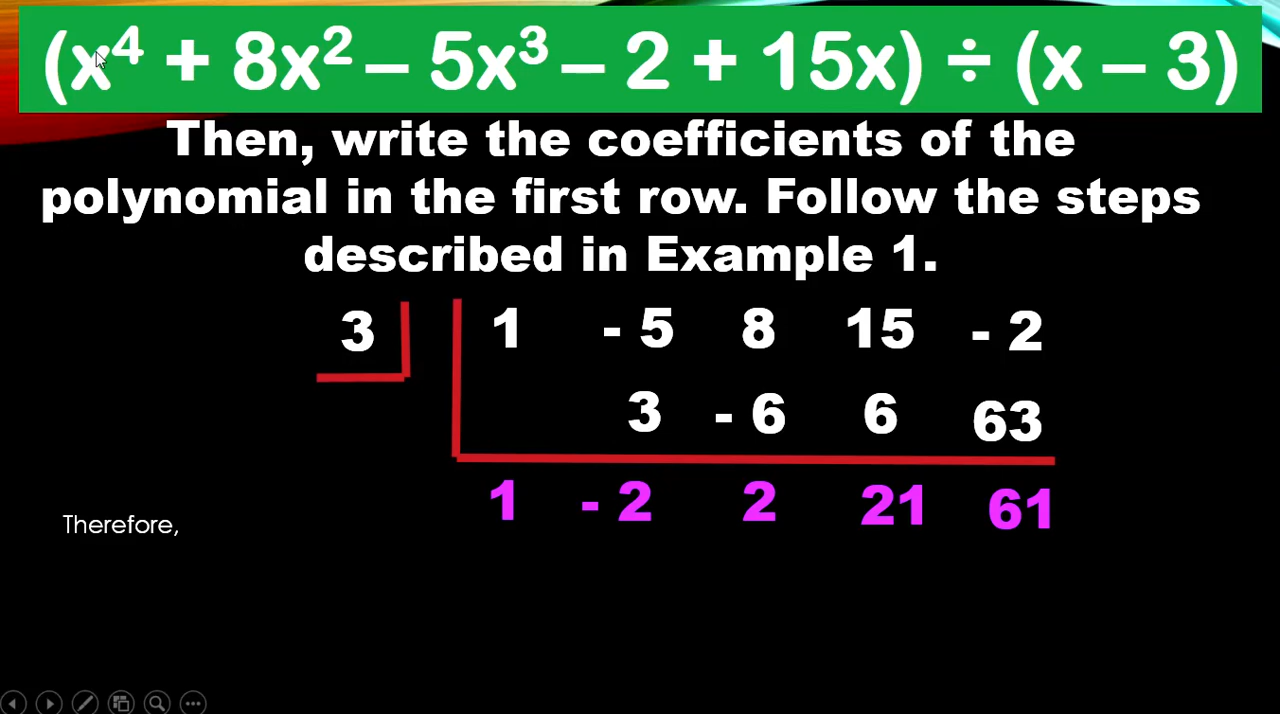 (x⁴ + 8x² – 5x³ – 2 + 15x) ÷ (x – 3)
Then, write the coefficients of the
polynomial in the first row. Follow the steps
described in Example 1.
3 1 - 5 8 15 - 2
3 - 6 6 63
1 - 2 2 21 61
Therefore,